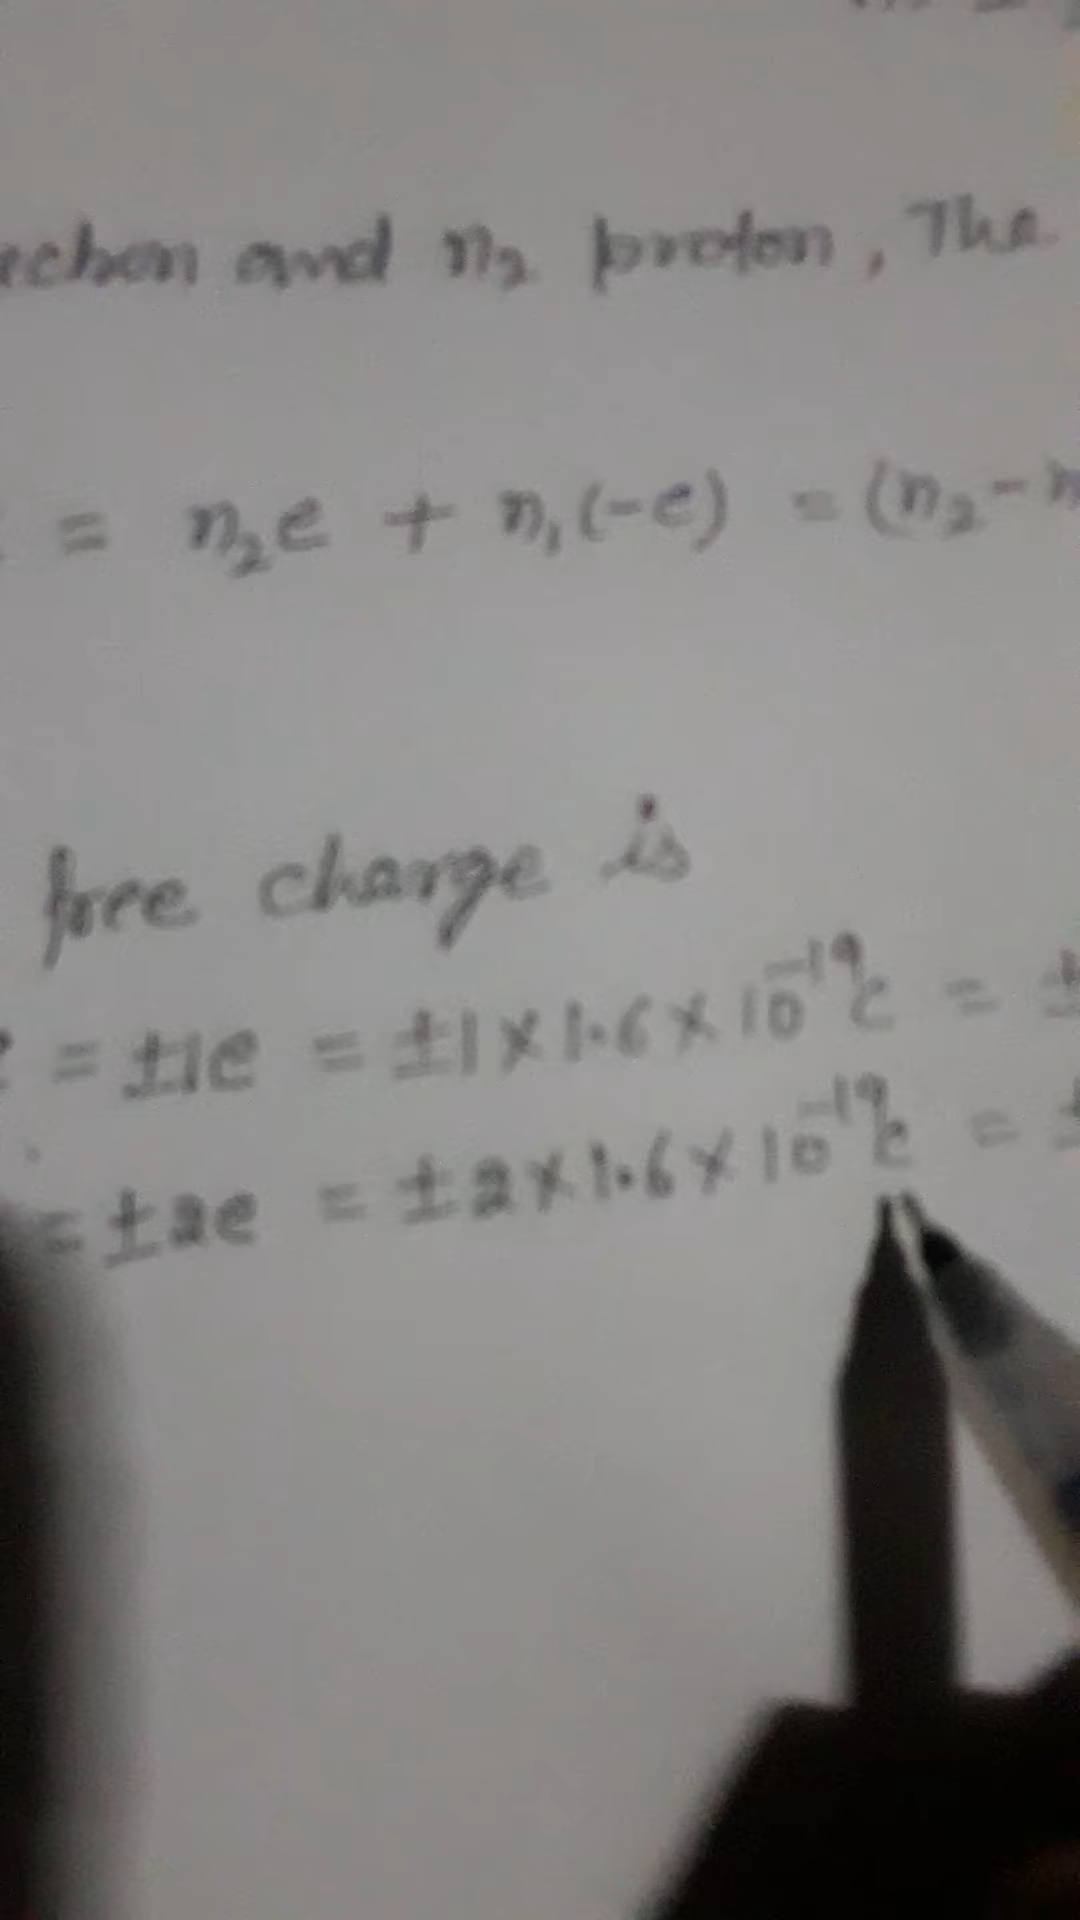 and n₂ proton, The
= n₂e + n₁(-e) = (n₂-
free charge is
= ±1e = ±1×1.6×10⁻¹⁹c = ±
= ±2e = ±2×1.6×10⁻¹⁹c = ±